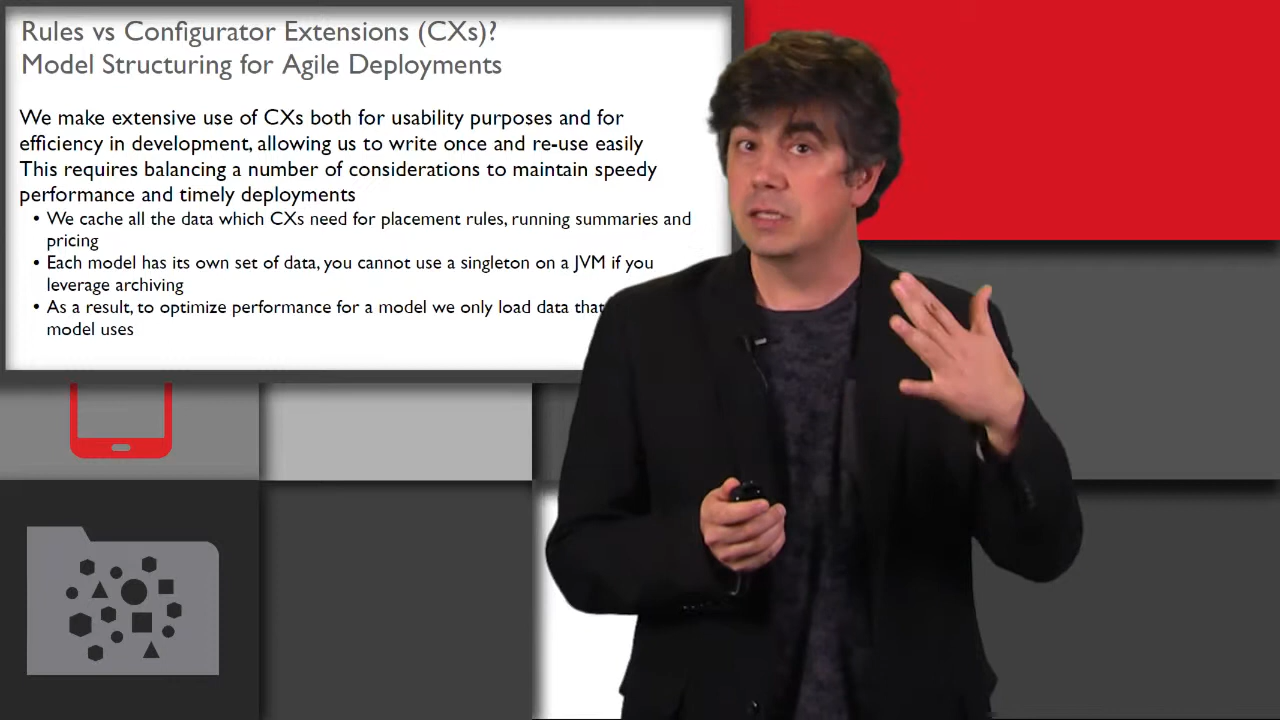 Rules vs Configurator Extensions (CXs)?
Model Structuring for Agile Deployments
We make extensive use of CXs both for usability purposes and for
efficiency in development, allowing us to write once and re-use easily
This requires balancing a number of considerations to maintain speedy
performance and timely deployments
• We cache all the data which CXs need for placement rules, running summaries and
pricing
• Each model has its own set of data, you cannot use a singleton on a JVM if you
leverage archiving
• As a result, to optimize performance for a model we only load data that
model uses